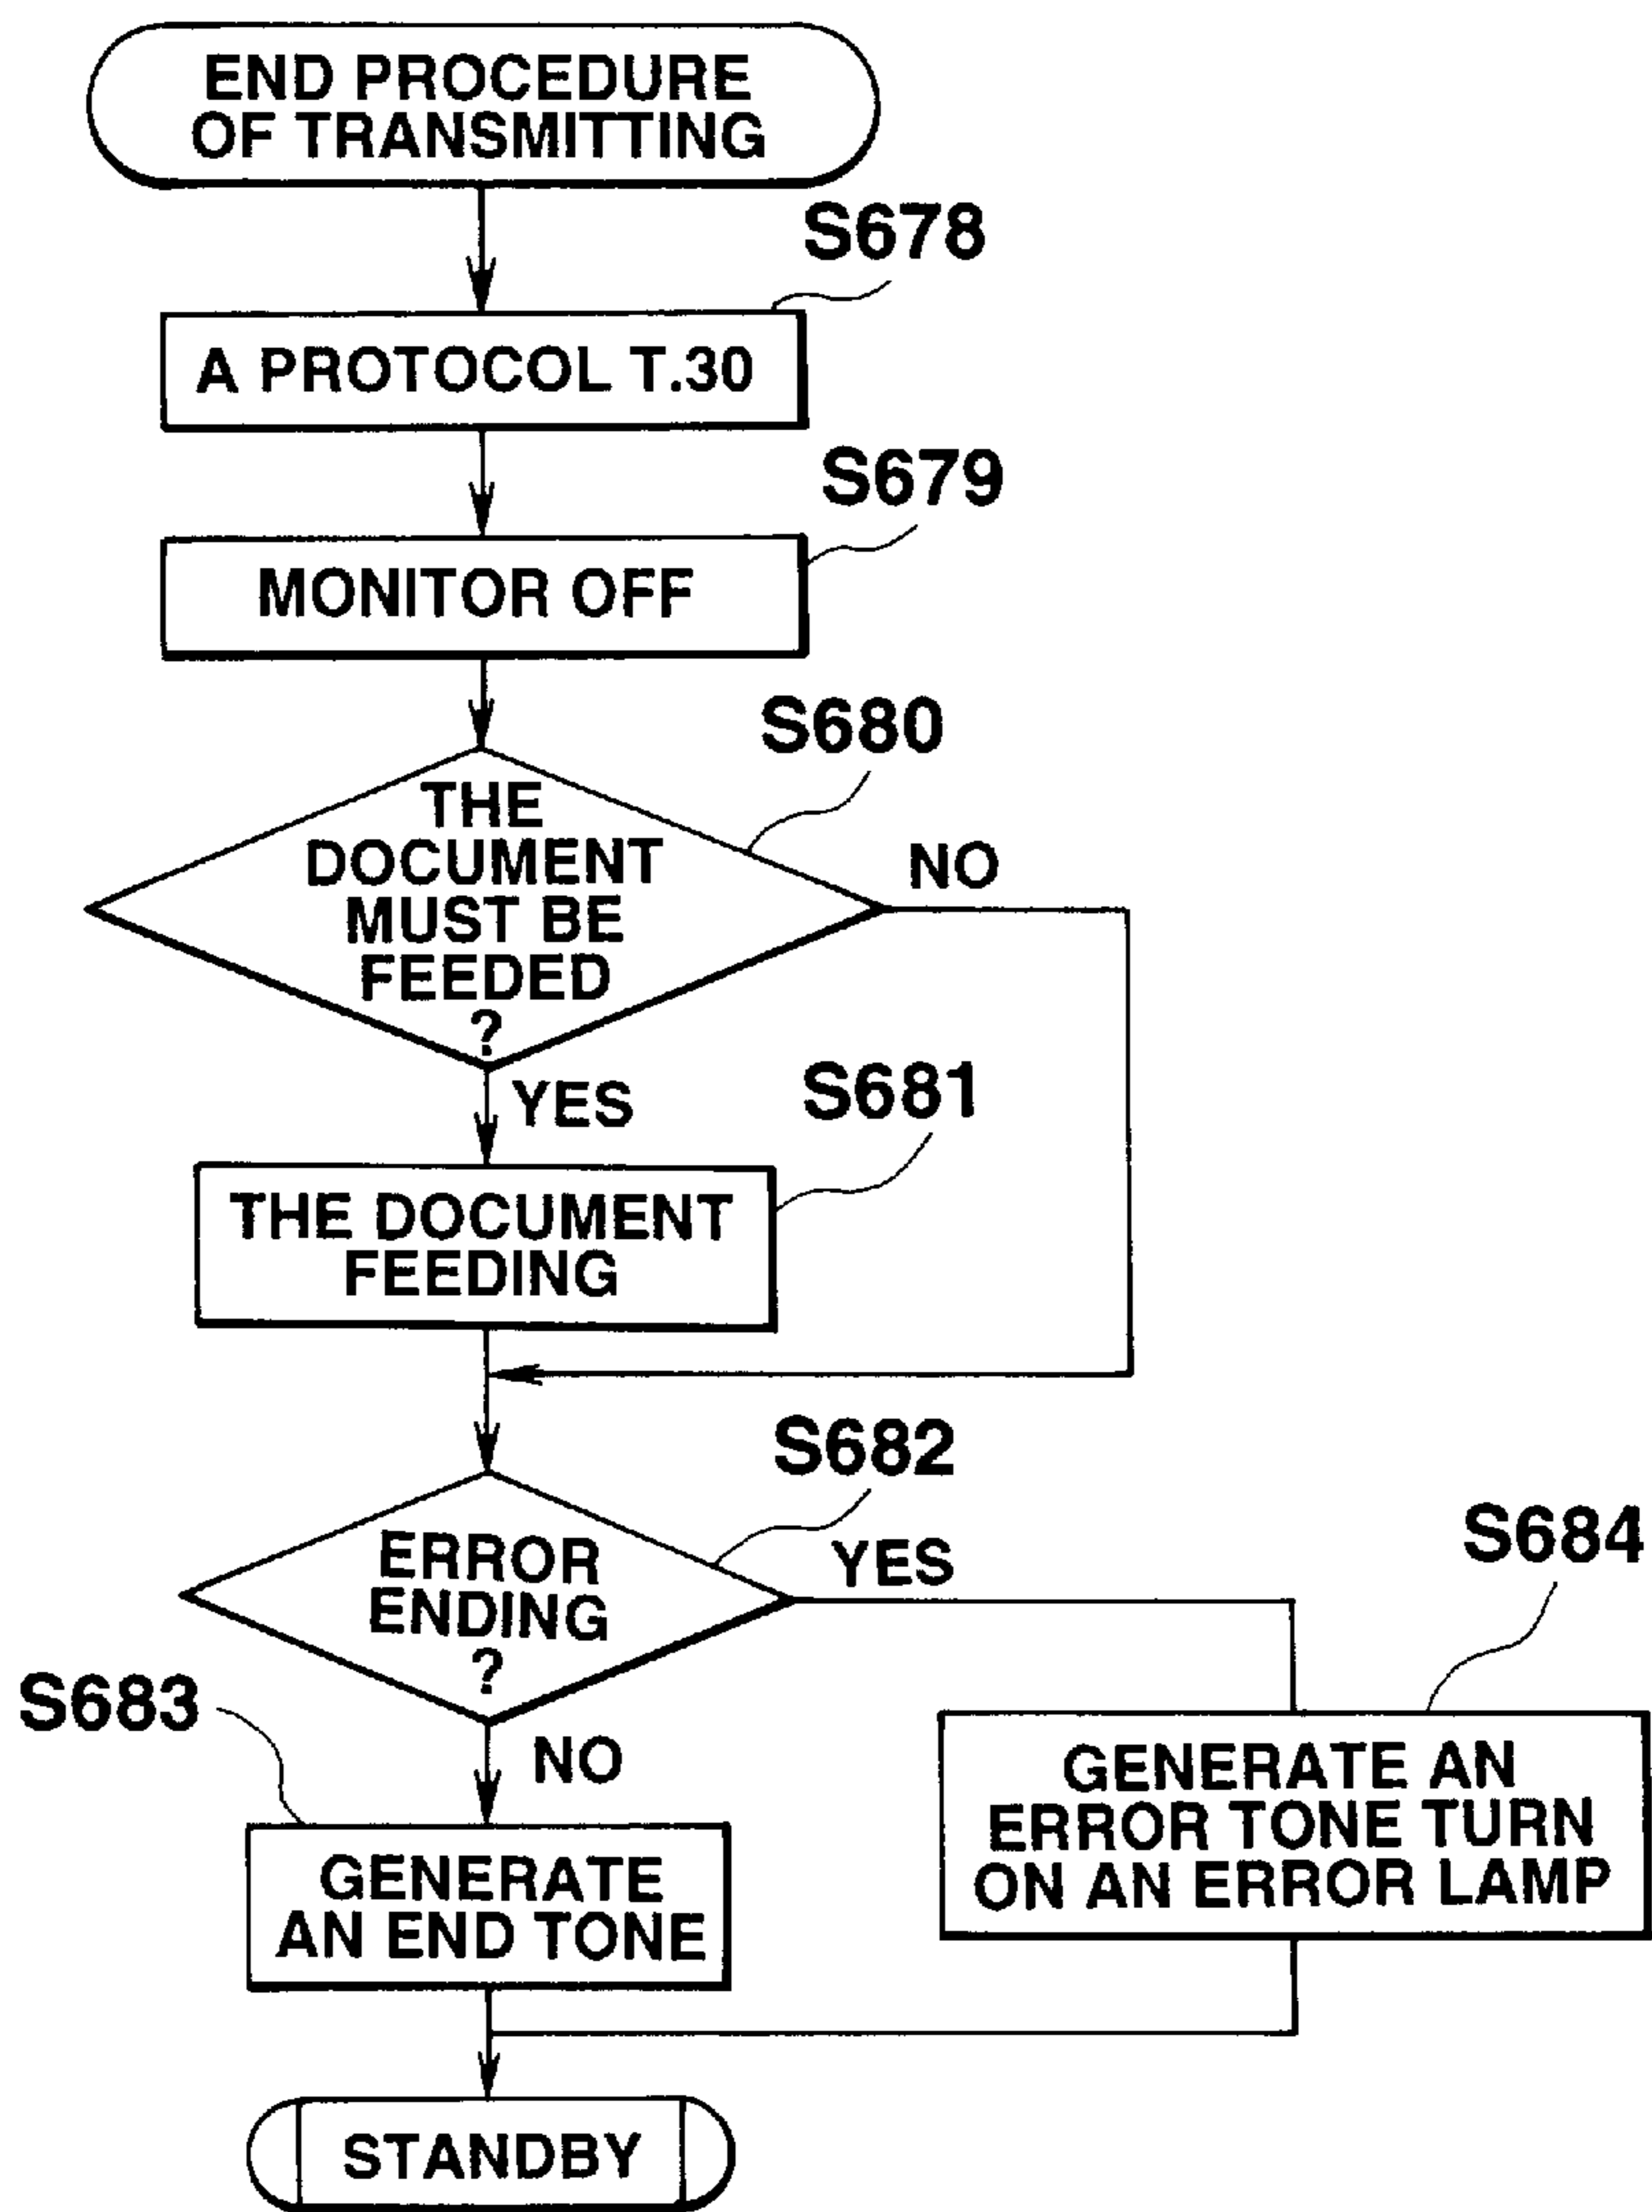 END PROCEDURE
OF TRANSMITTING
S678
A PROTOCOL T.30
S679
MONITOR OFF
S680
THE
DOCUMENT
MUST BE
FEEDED
?
NO
YES
S681
THE DOCUMENT
FEEDING
S682
ERROR
ENDING
?
YES
S684
S683
NO
GENERATE AN
ERROR TONE TURN
ON AN ERROR LAMP
GENERATE
AN END TONE
STANDBY